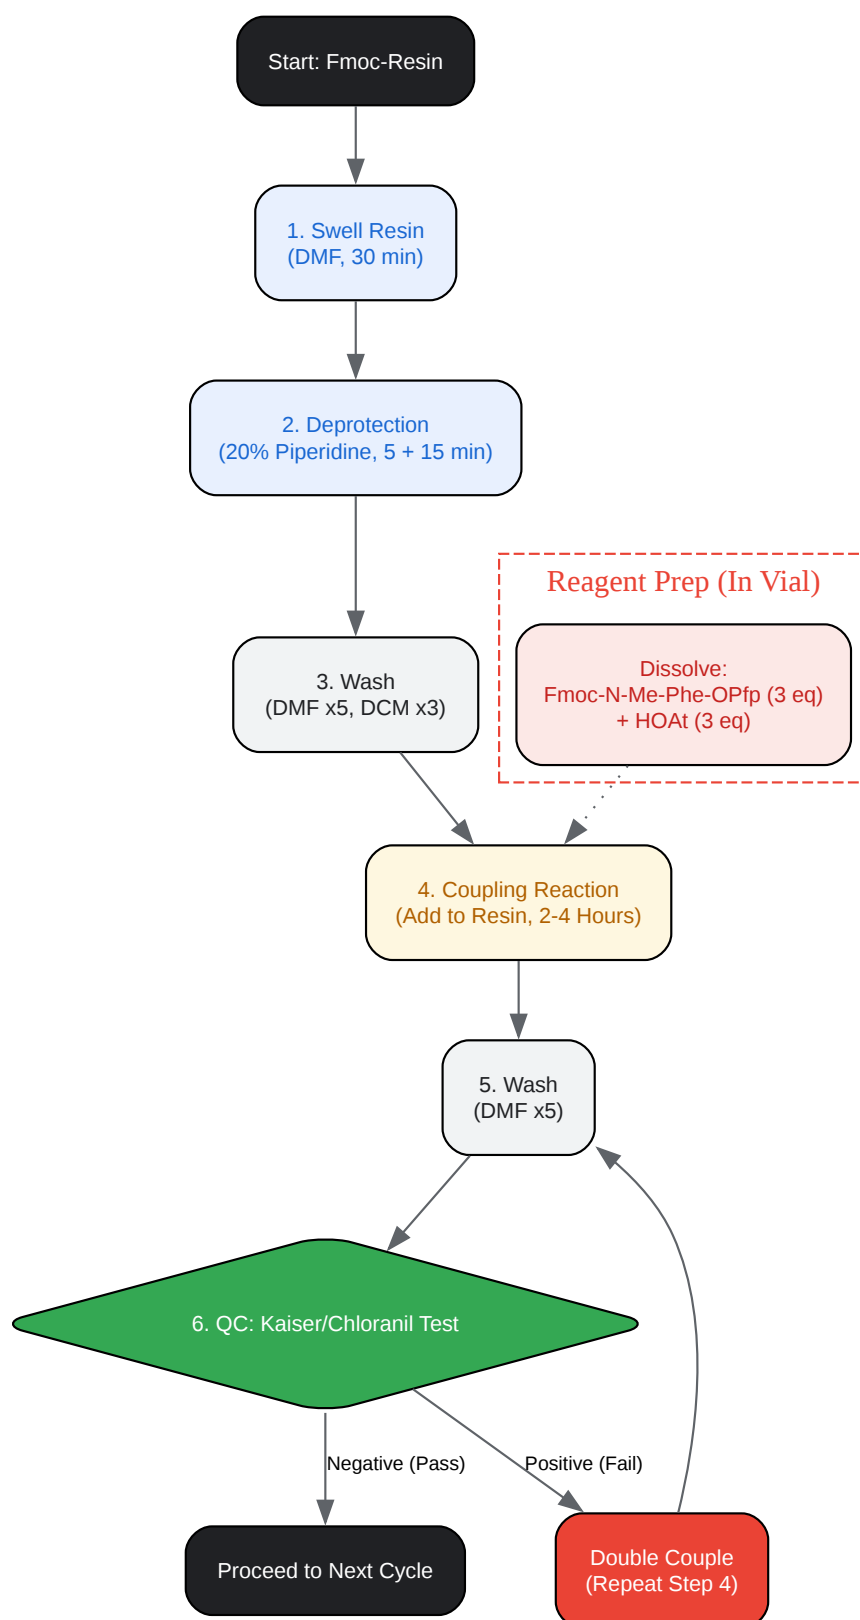 Start: Fmoc-Resin
1. Swell Resin
(DMF, 30 min)
2. Deprotection
(20% Piperidine, 5 + 15 min)
Reagent Prep (In Vial)
Dissolve:
Fmoc-N-Me-Phe-OPfp (3 eq)
+ HOAt (3 eq)
3. Wash
(DMF x5, DCM x3)
4. Coupling Reaction
(Add to Resin, 2-4 Hours)
5. Wash
(DMF x5)
6. QC: Kaiser/Chloranil Test
Negative (Pass)
Positive (Fail)
Proceed to Next Cycle
Double Couple
(Repeat Step 4)